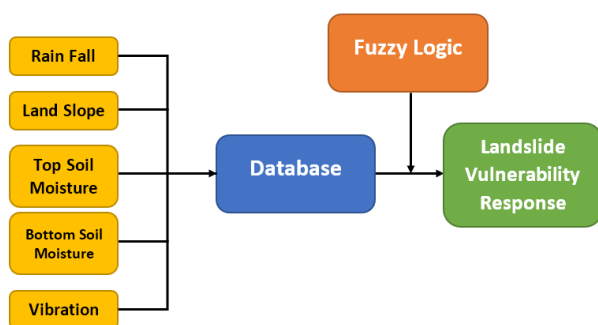 Rain Fall
Land Slope
Top Soil
Moisture
Bottom Soil
Moisture
Vibration
Database
Fuzzy Logic
Landslide
Vulnerability
Response